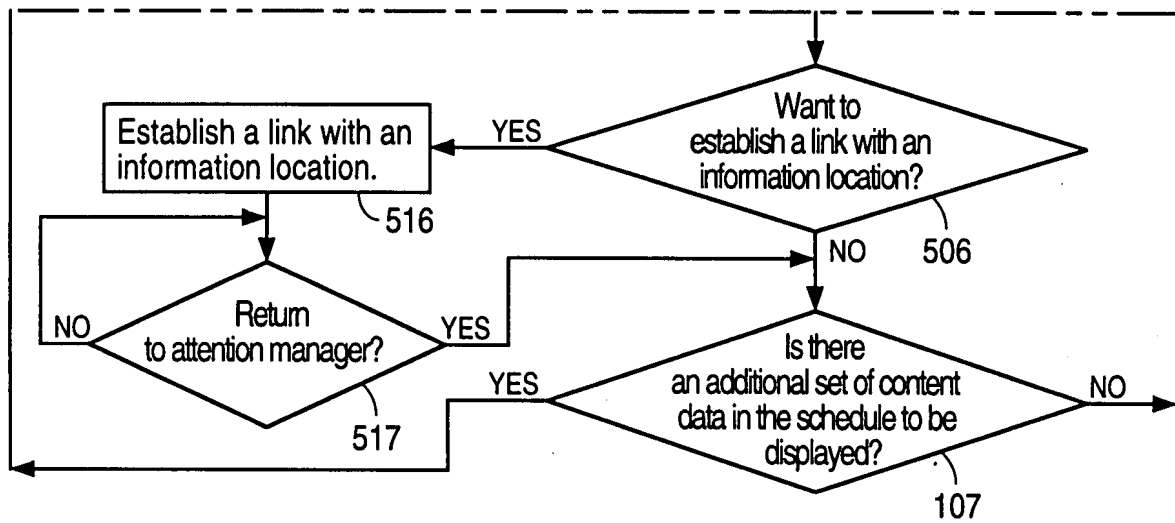 Want to
establish a link with an
information location?
506
YES
NO
Establish a link with an
information location.
516
Return
to attention manager?
517
NO
YES
Is there
an additional set of content
data in the schedule to be
displayed?
107
YES
NO